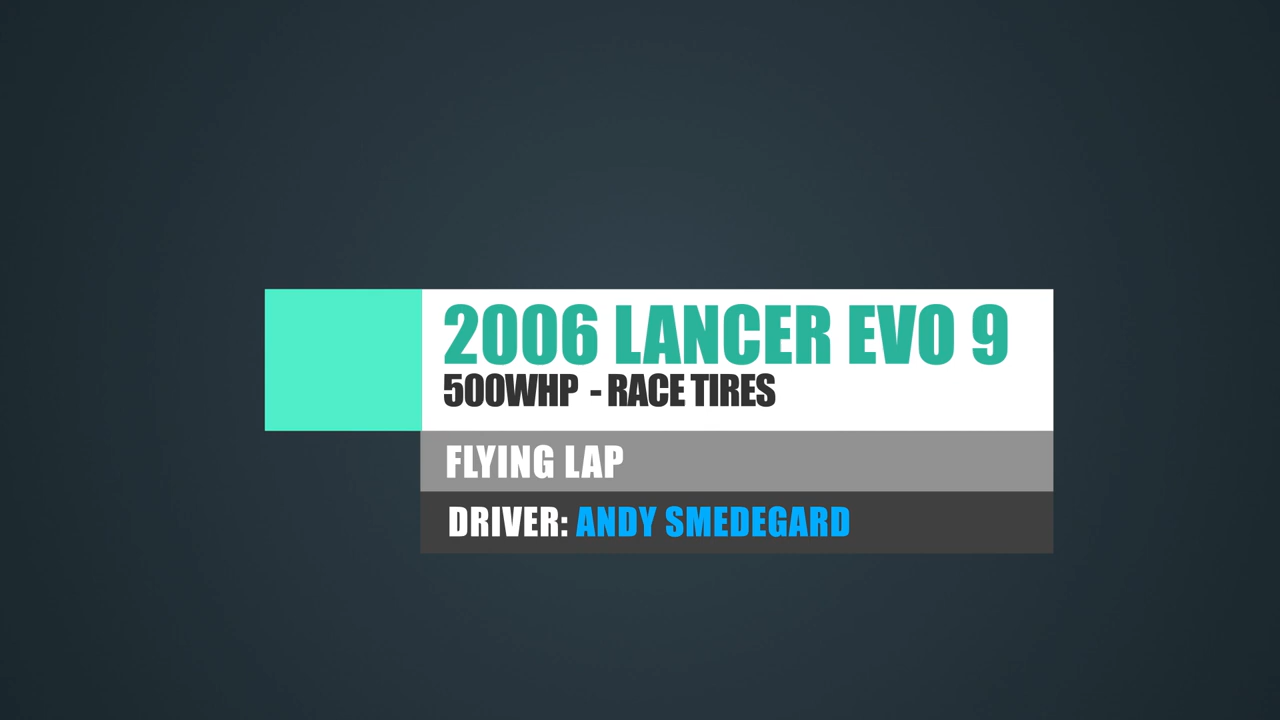 2006 LANCER EVO 9
500WHP - RACE TIRES
FLYING LAP
DRIVER: ANDY SMEDEGARD